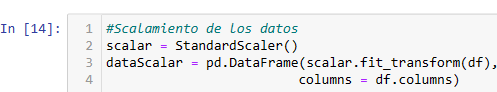 In [14]:
1 #Scalamiento de los datos
2 scalar = StandardScaler()
3 dataScalar = pd.DataFrame(scalar.fit_transform(df),
4 columns = df.columns)